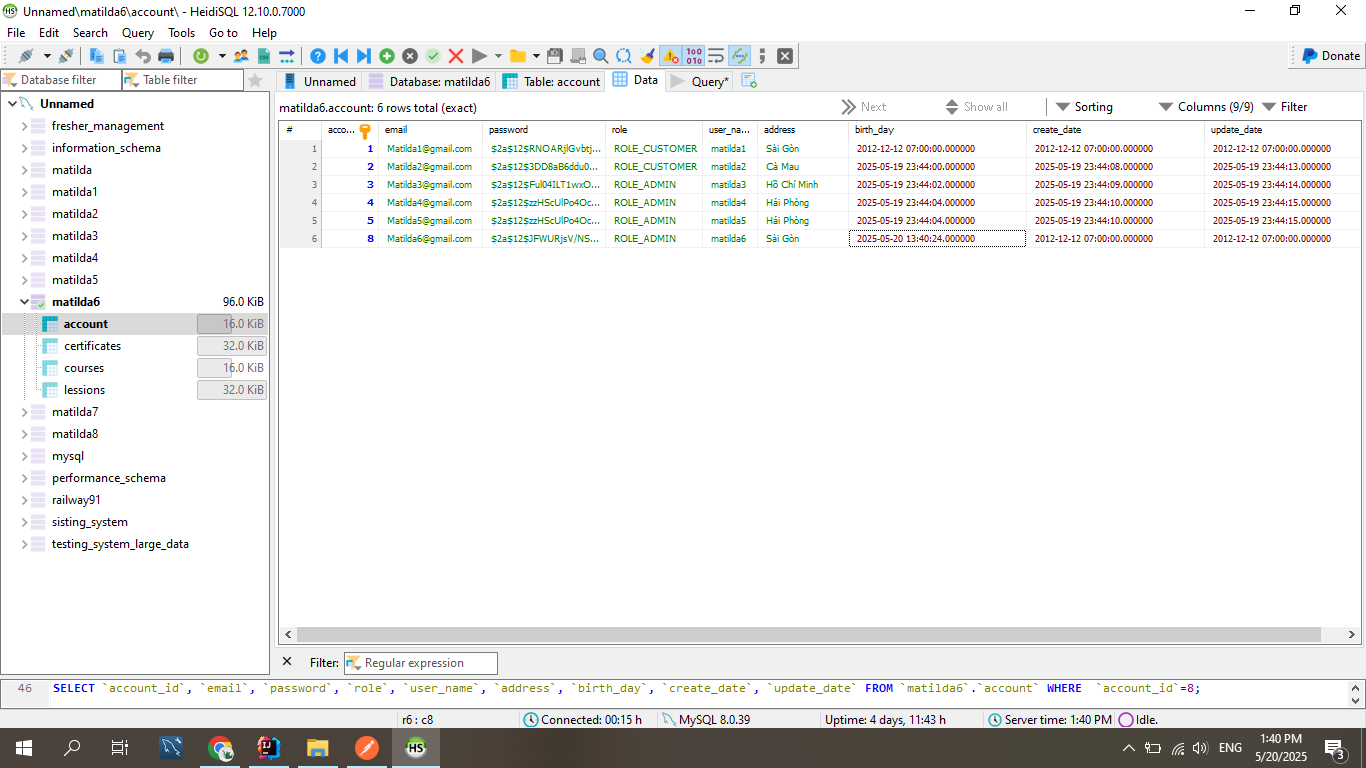 Unnamed\matilda6\account\ - HeidiSQL 12.10.0.7000
File Edit Search Query Tools Go to Help
Donate
Database filter Table filter
Unnamed Database: matilda6 Table: account Data Query*
Unnamed
fresher_management
information_schema
matilda
matilda1
matilda2
matilda3
matilda4
matilda5
matilda6 96.0 KiB
account 16.0 KiB
certificates 32.0 KiB
courses 16.0 KiB
lessions 32.0 KiB
matilda7
matilda8
mysql
performance_schema
railway91
sisting_system
testing_system_large_data
matilda6.account: 6 rows total (exact) Next Show all Sorting Columns (9/9) Filter
# acco... email password role user_na... address birth_day create_date update_date
1 1 Matilda1@gmail.com $2a$12$RNOARjlGvbtj... ROLE_CUSTOMER matilda1 Sài Gòn 2012-12-12 07:00:00.000000 2012-12-12 07:00:00.000000 2012-12-12 07:00:00.000000
2 2 Matilda2@gmail.com $2a$12$3DD8aB6ddu0... ROLE_CUSTOMER matilda2 Cà Mau 2025-05-19 23:44:00.000000 2025-05-19 23:44:08.000000 2025-05-19 23:44:13.000000
3 3 Matilda3@gmail.com $2a$12$Ful04ILT1wxO... ROLE_ADMIN matilda3 Hồ Chí Minh 2025-05-19 23:44:02.000000 2025-05-19 23:44:09.000000 2025-05-19 23:44:14.000000
4 4 Matilda4@gmail.com $2a$12$zzHScUlPo4Oc... ROLE_ADMIN matilda4 Hải Phòng 2025-05-19 23:44:04.000000 2025-05-19 23:44:10.000000 2025-05-19 23:44:15.000000
5 5 Matilda5@gmail.com $2a$12$zzHScUlPo4Oc... ROLE_ADMIN matilda5 Hải Phòng 2025-05-19 23:44:04.000000 2025-05-19 23:44:10.000000 2025-05-19 23:44:15.000000
6 8 Matilda6@gmail.com $2a$12$JFWURjsV/NS... ROLE_ADMIN matilda6 Sài Gòn 2025-05-20 13:40:24.000000 2012-12-12 07:00:00.000000 2012-12-12 07:00:00.000000
Filter: Regular expression
46 SELECT `account_id`, `email`, `password`, `role`, `user_name`, `address`, `birth_day`, `create_date`, `update_date` FROM `matilda6`.`account` WHERE  `account_id`=8;
r6 : c8 Connected: 00:15 h MySQL 8.0.39 Uptime: 4 days, 11:43 h Server time: 1:40 PM Idle.
ENG 1:40 PM
5/20/2025 3